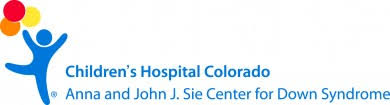 Children's Hospital Colorado
® Anna and John J. Sie Center for Down Syndrome